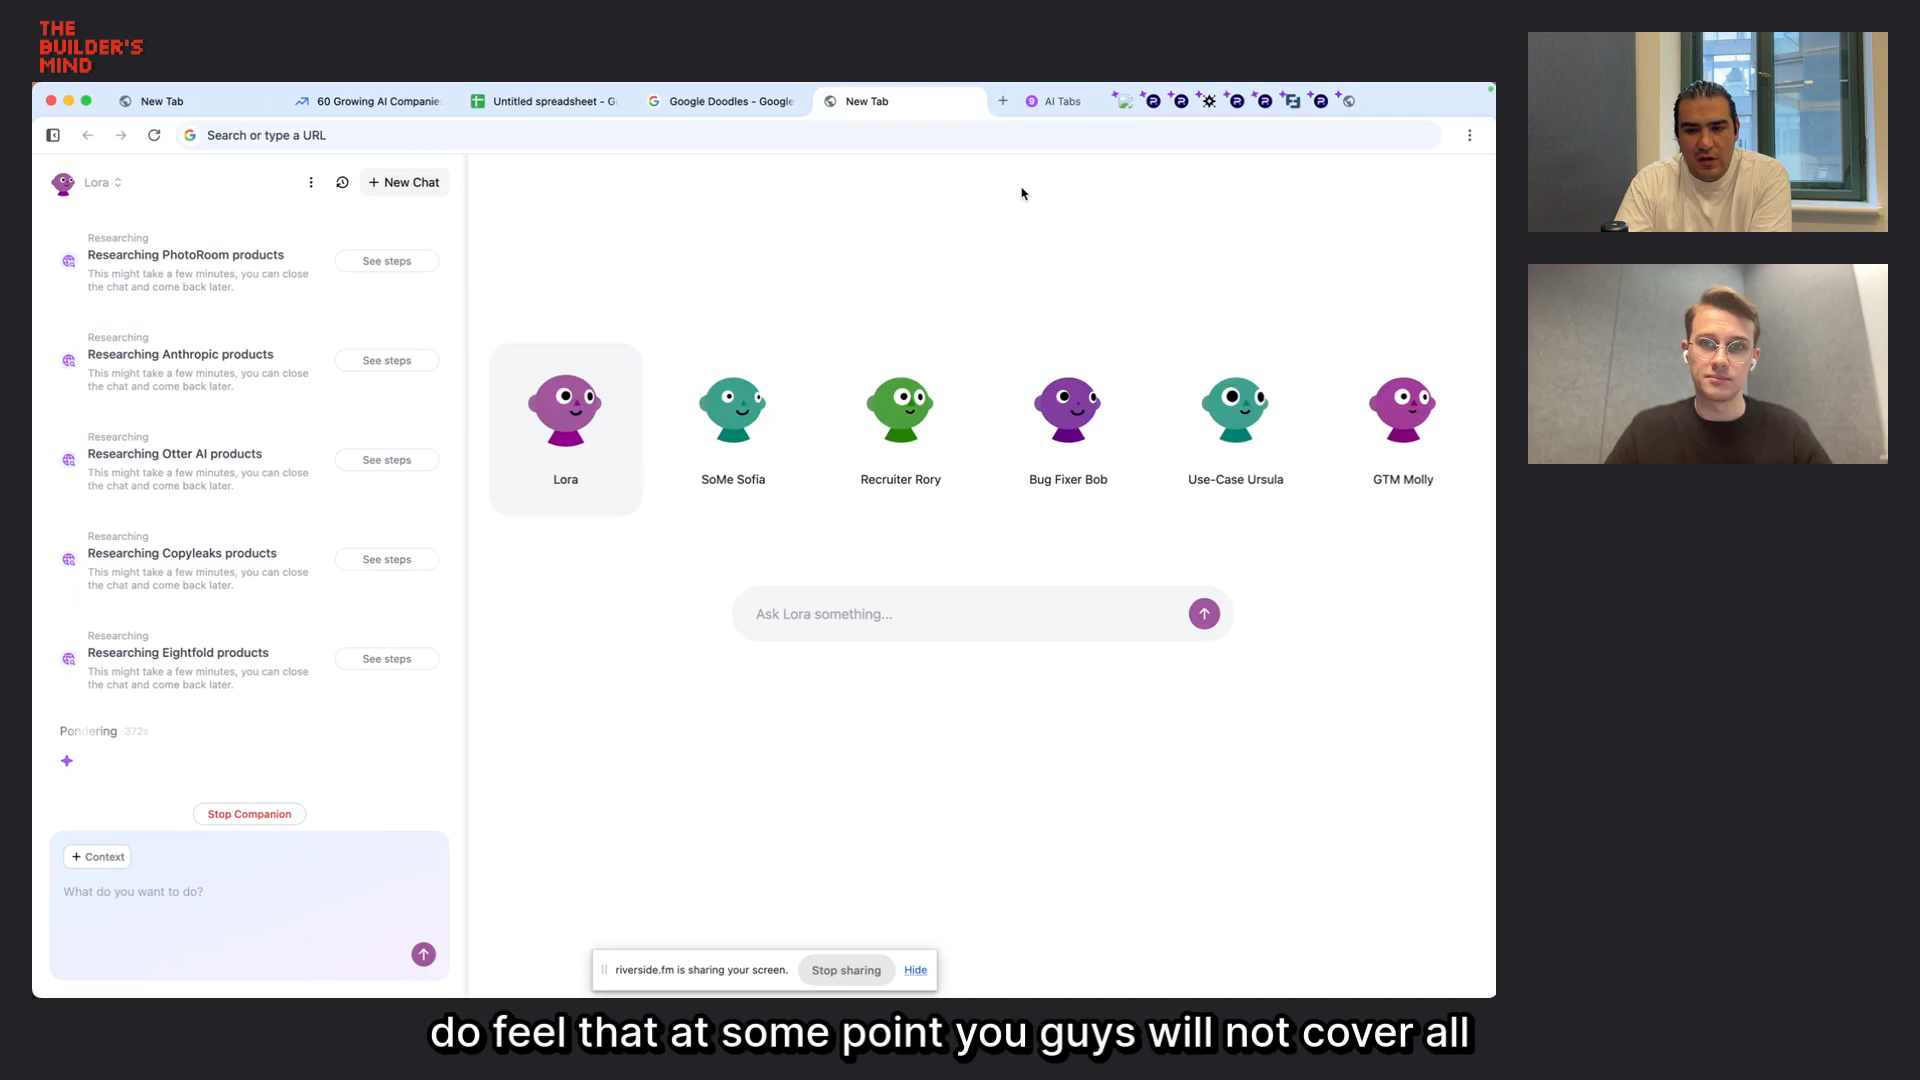 THE
BUILDER'S
MIND
New Tab
60 Growing AI Companie
Untitled spreadsheet - G
Google Doodles - Google
New Tab
9 AI Tabs
Search or type a URL
Lora
+ New Chat
Researching
Researching PhotoRoom products
This might take a few minutes, you can close
the chat and come back later.
See steps
Researching
Researching Anthropic products
This might take a few minutes, you can close
the chat and come back later.
See steps
Researching
Researching Otter AI products
This might take a few minutes, you can close
the chat and come back later.
See steps
Researching
Researching Copyleaks products
This might take a few minutes, you can close
the chat and come back later.
See steps
Researching
Researching Eightfold products
This might take a few minutes, you can close
the chat and come back later.
See steps
Pondering 372s
Stop Companion
+ Context
What do you want to do?
Lora
SoMe Sofia
Recruiter Rory
Bug Fixer Bob
Use-Case Ursula
GTM Molly
Ask Lora something...
riverside.fm is sharing your screen.
Stop sharing
Hide
do feel that at some point you guys will not cover all